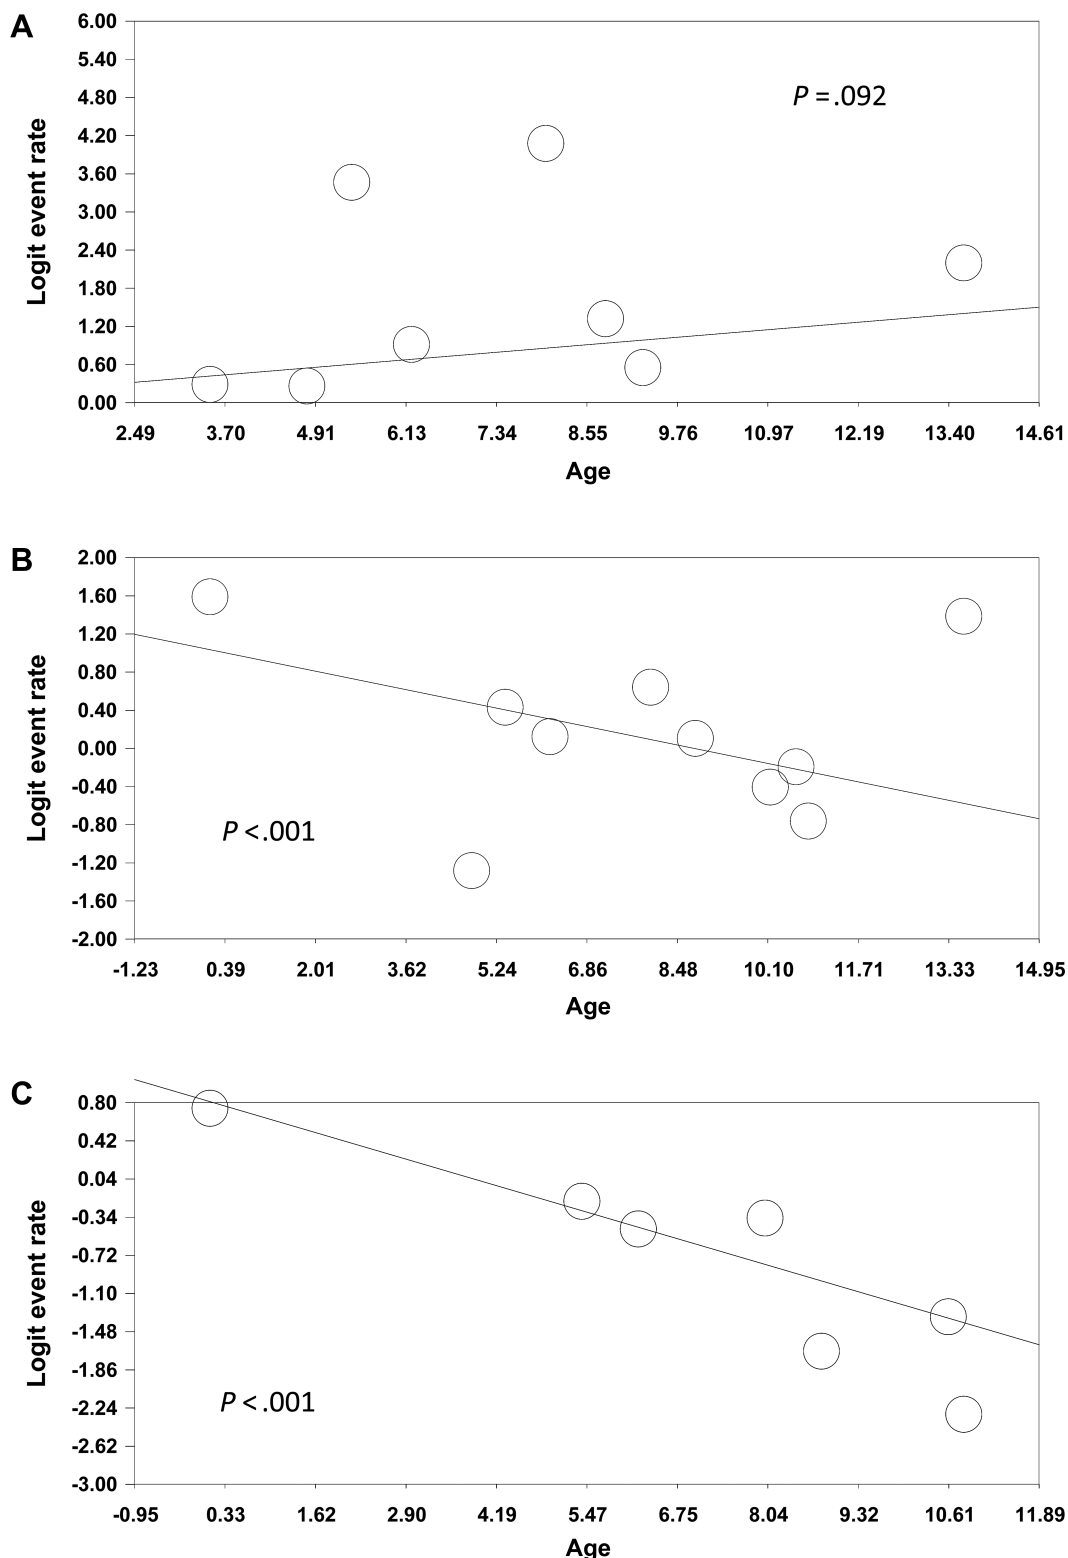 A
6.00
5.40
4.80
4.20
3.60
3.00
2.40
1.80
1.20
0.60
0.00
Logit event rate
P = .092
2.49 3.70 4.91 6.13 7.34 8.55 9.76 10.97 12.19 13.40 14.61
Age
B
2.00
1.60
1.20
0.80
0.40
0.00
-0.40
-0.80
-1.20
-1.60
-2.00
Logit event rate
P < .001
-1.23 0.39 2.01 3.62 5.24 6.86 8.48 10.10 11.71 13.33 14.95
Age
C
0.80
0.42
0.04
-0.34
-0.72
-1.10
-1.48
-1.86
-2.24
-2.62
-3.00
Logit event rate
P < .001
-0.95 0.33 1.62 2.90 4.19 5.47 6.75 8.04 9.32 10.61 11.89
Age